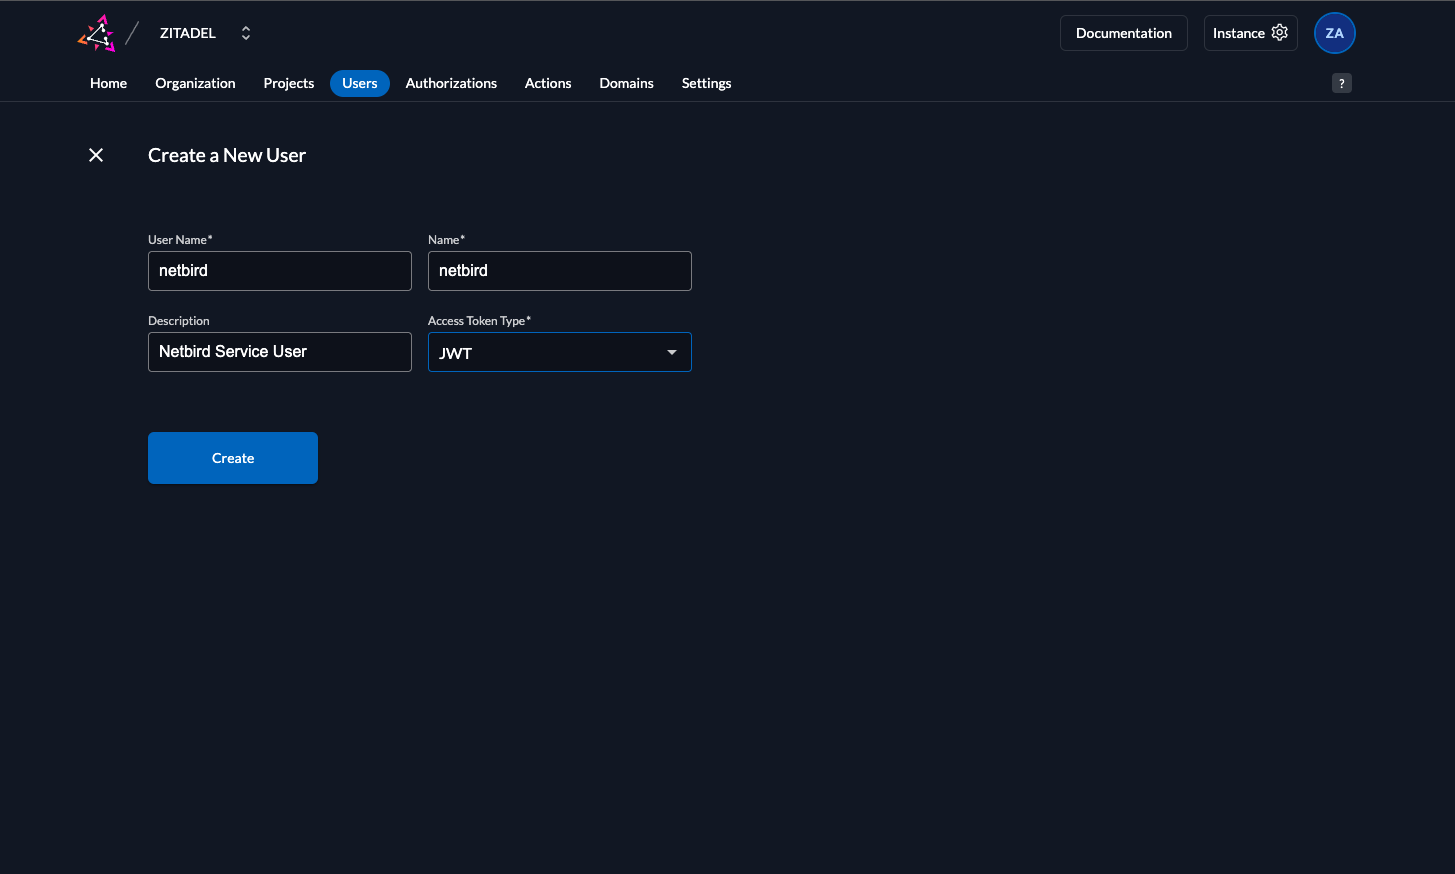 ZITADEL
Documentation
Instance
ZA
Home Organization Projects Users Authorizations Actions Domains Settings
?
Create a New User
User Name* Name*
netbird netbird
Description Access Token Type*
Netbird Service User JWT
Create